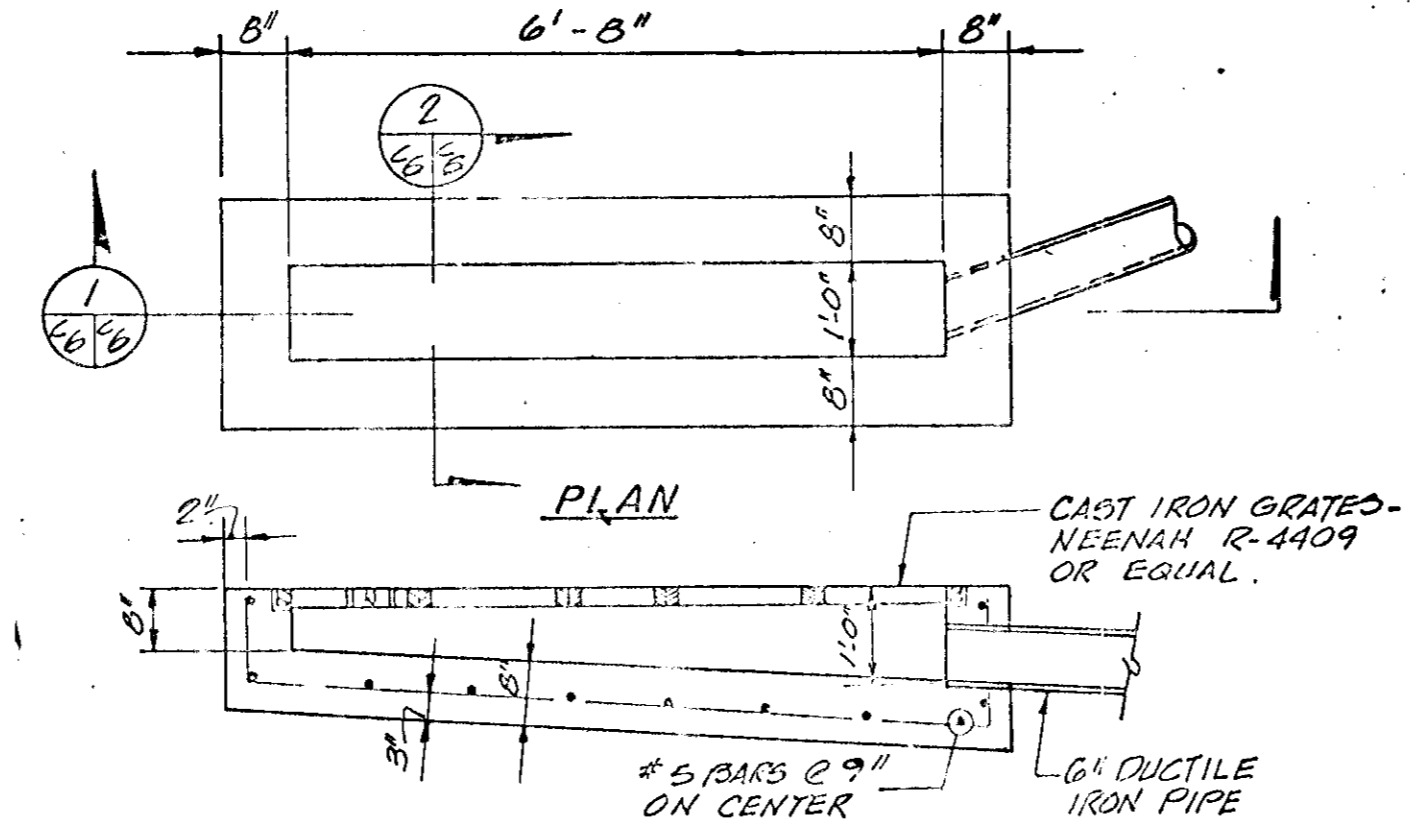 8" 6'-8" 8"
2
C6 C6
8"
1
C6 C6
1'-0"
8"
PLAN
2"
CAST IRON GRATES-
NEENAH R-4409
OR EQUAL.
8"
1'-0"
8"
3"
#5 BARS @ 9"
ON CENTER
6" DUCTILE
IRON PIPE